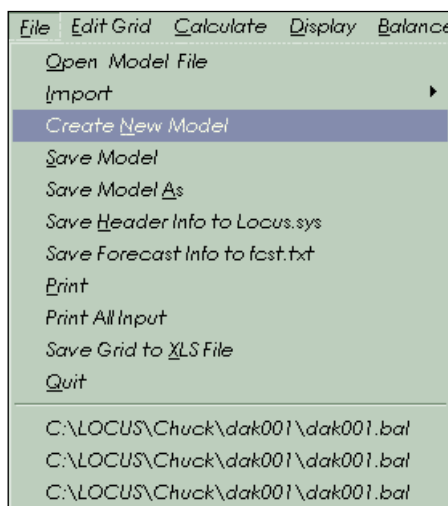 File Edit Grid Calculate Display Balance
Open Model File
Import
Create New Model
Save Model
Save Model As
Save Header Info to Locus.sys
Save Forecast Info to fcst.txt
Print
Print All Input
Save Grid to XLS File
Quit
C:\LOCUS\Chuck\dak001\dak001.bal
C:\LOCUS\Chuck\dak001\dak001.bal
C:\LOCUS\Chuck\dak001\dak001.bal